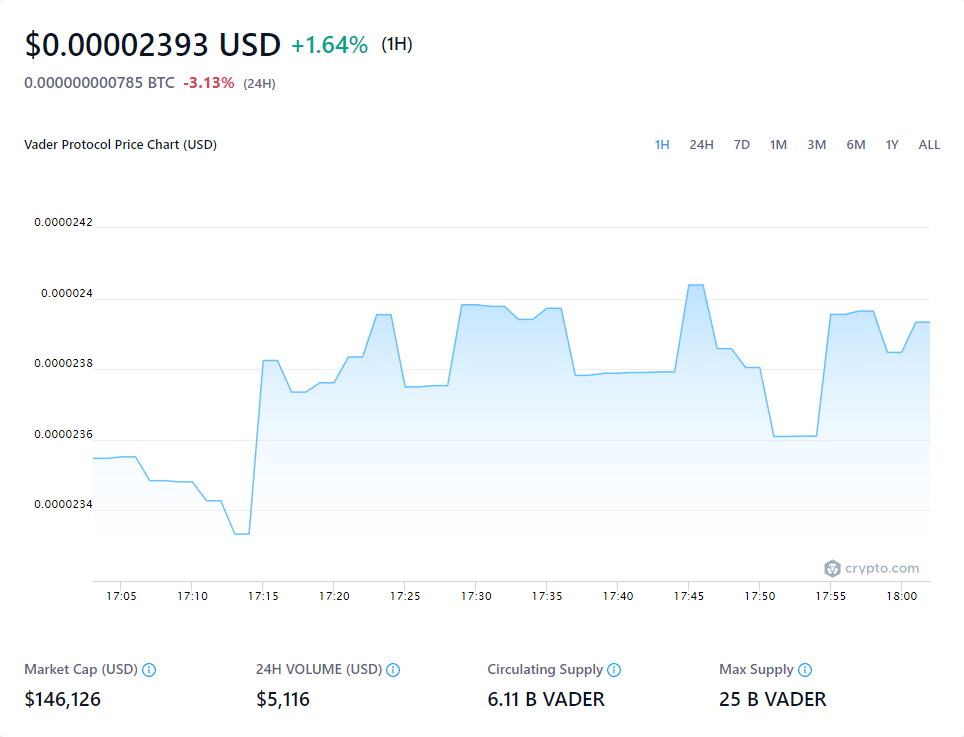 $0.00002393 USD +1.64% (1H)
0.000000000785 BTC -3.13% (24H)
Vader Protocol Price Chart (USD) 1H 24H 7D 1M 3M 6M 1Y ALL
0.0000242
0.000024
0.0000238
0.0000236
0.0000234
crypto.com
17:05 17:10 17:15 17:20 17:25 17:30 17:35 17:40 17:45 17:50 17:55 18:00
Market Cap (USD) 24H VOLUME (USD) Circulating Supply Max Supply
$146,126 $5,116 6.11 B VADER 25 B VADER